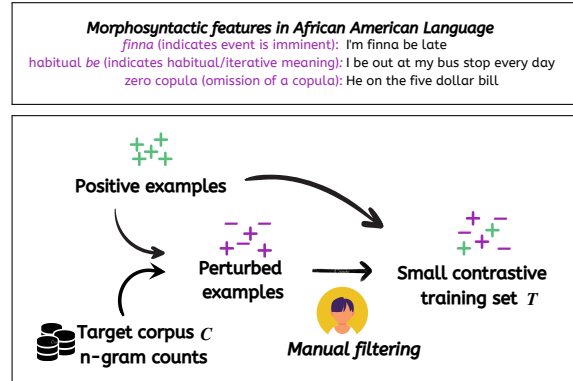 Morphosyntactic features in African American Language
finna (indicates event is imminent): I'm finna be late
habitual be (indicates habitual/iterative meaning): I be out at my bus stop every day
zero copula (omission of a copula): He on the five dollar bill
Positive examples
Perturbed
examples
Small contrastive
training set T
Target corpus C
n-gram counts
Manual filtering